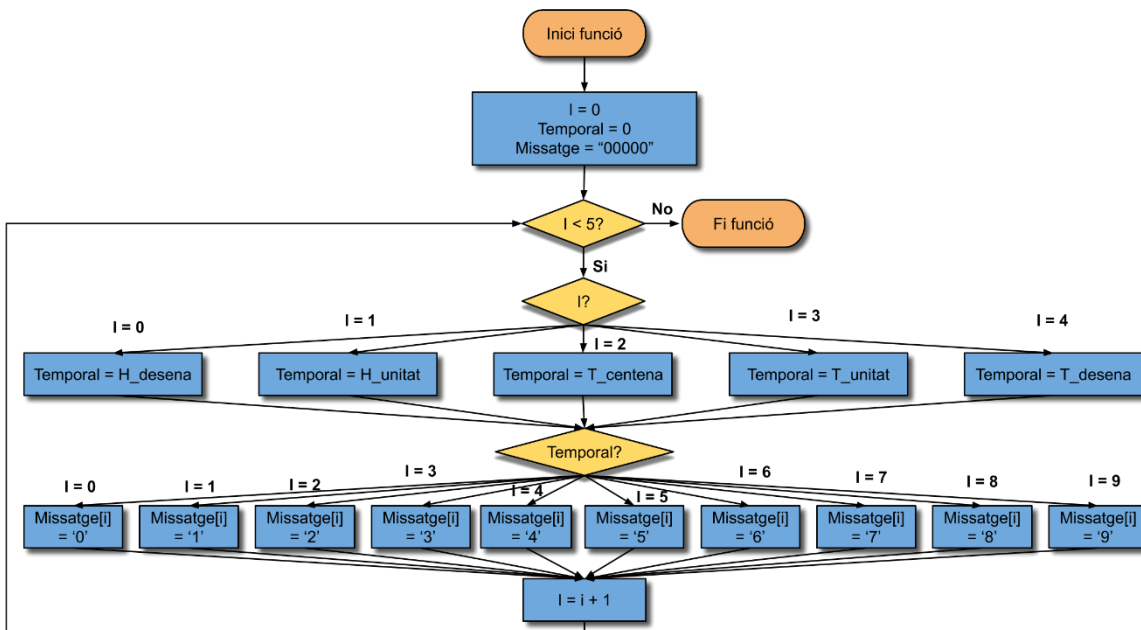 Inici funció
I = 0
Temporal = 0
Missatge = “00000”
I < 5?
No
Fi funció
Si
I?
I = 0
I = 1
I = 2
I = 3
I = 4
Temporal = H_desena
Temporal = H_unitat
Temporal = T_centena
Temporal = T_unitat
Temporal = T_desena
Temporal?
I = 0
I = 1
I = 2
I = 3
I = 4
I = 5
I = 6
I = 7
I = 8
I = 9
Missatge[i]
= ‘0’
Missatge[i]
= ‘1’
Missatge[i]
= ‘2’
Missatge[i]
= ‘3’
Missatge[i]
= ‘4’
Missatge[i]
= ‘5’
Missatge[i]
= ‘6’
Missatge[i]
= ‘7’
Missatge[i]
= ‘8’
Missatge[i]
= ‘9’
I = i + 1